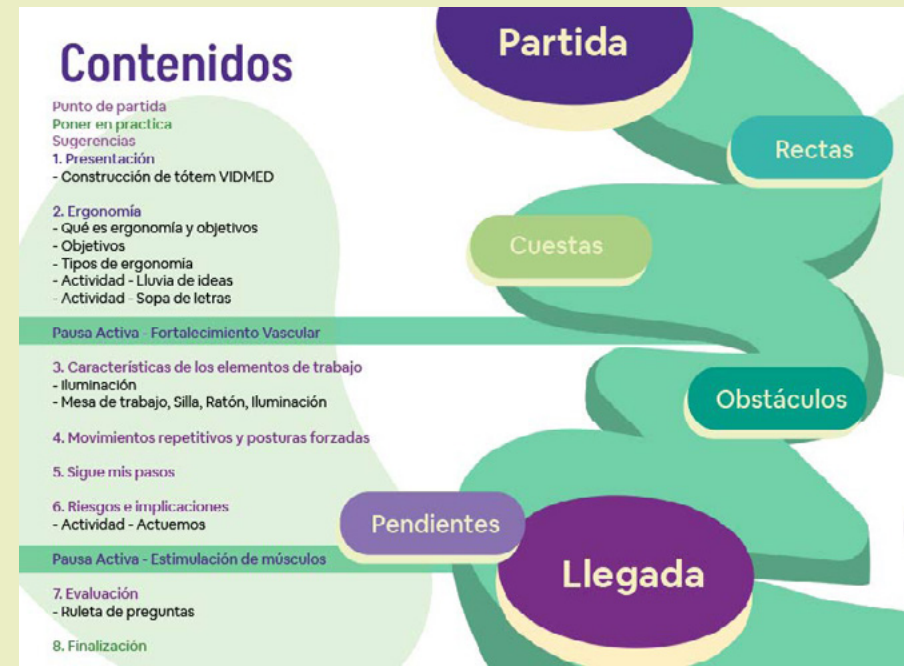 Contenidos
Punto de partida
Poner en practica
Sugerencias
1. Presentación
- Construcción de tótem VIDMED
2. Ergonomía
- Qué es ergonomía y objetivos
- Objetivos
- Tipos de ergonomia
- Actividad - Lluvia de ideas
- Actividad - Sopa de letras
Pausa Activa - Fortalecimiento Vascular
3. Características de los elementos de trabajo
- Iluminación
- Mesa de trabajo, Silla, Ratón, Iluminación
4. Movimientos repetitivos y posturas forzadas
5. Sigue mis pasos
6. Riesgos e implicaciones
- Actividad - Actuemos
Pausa Activa - Estimulación de músculos
7. Evaluación
- Ruleta de preguntas
8. Finalización
Partida
Rectas
Cuestas
Obstáculos
Pendientes
Llegada